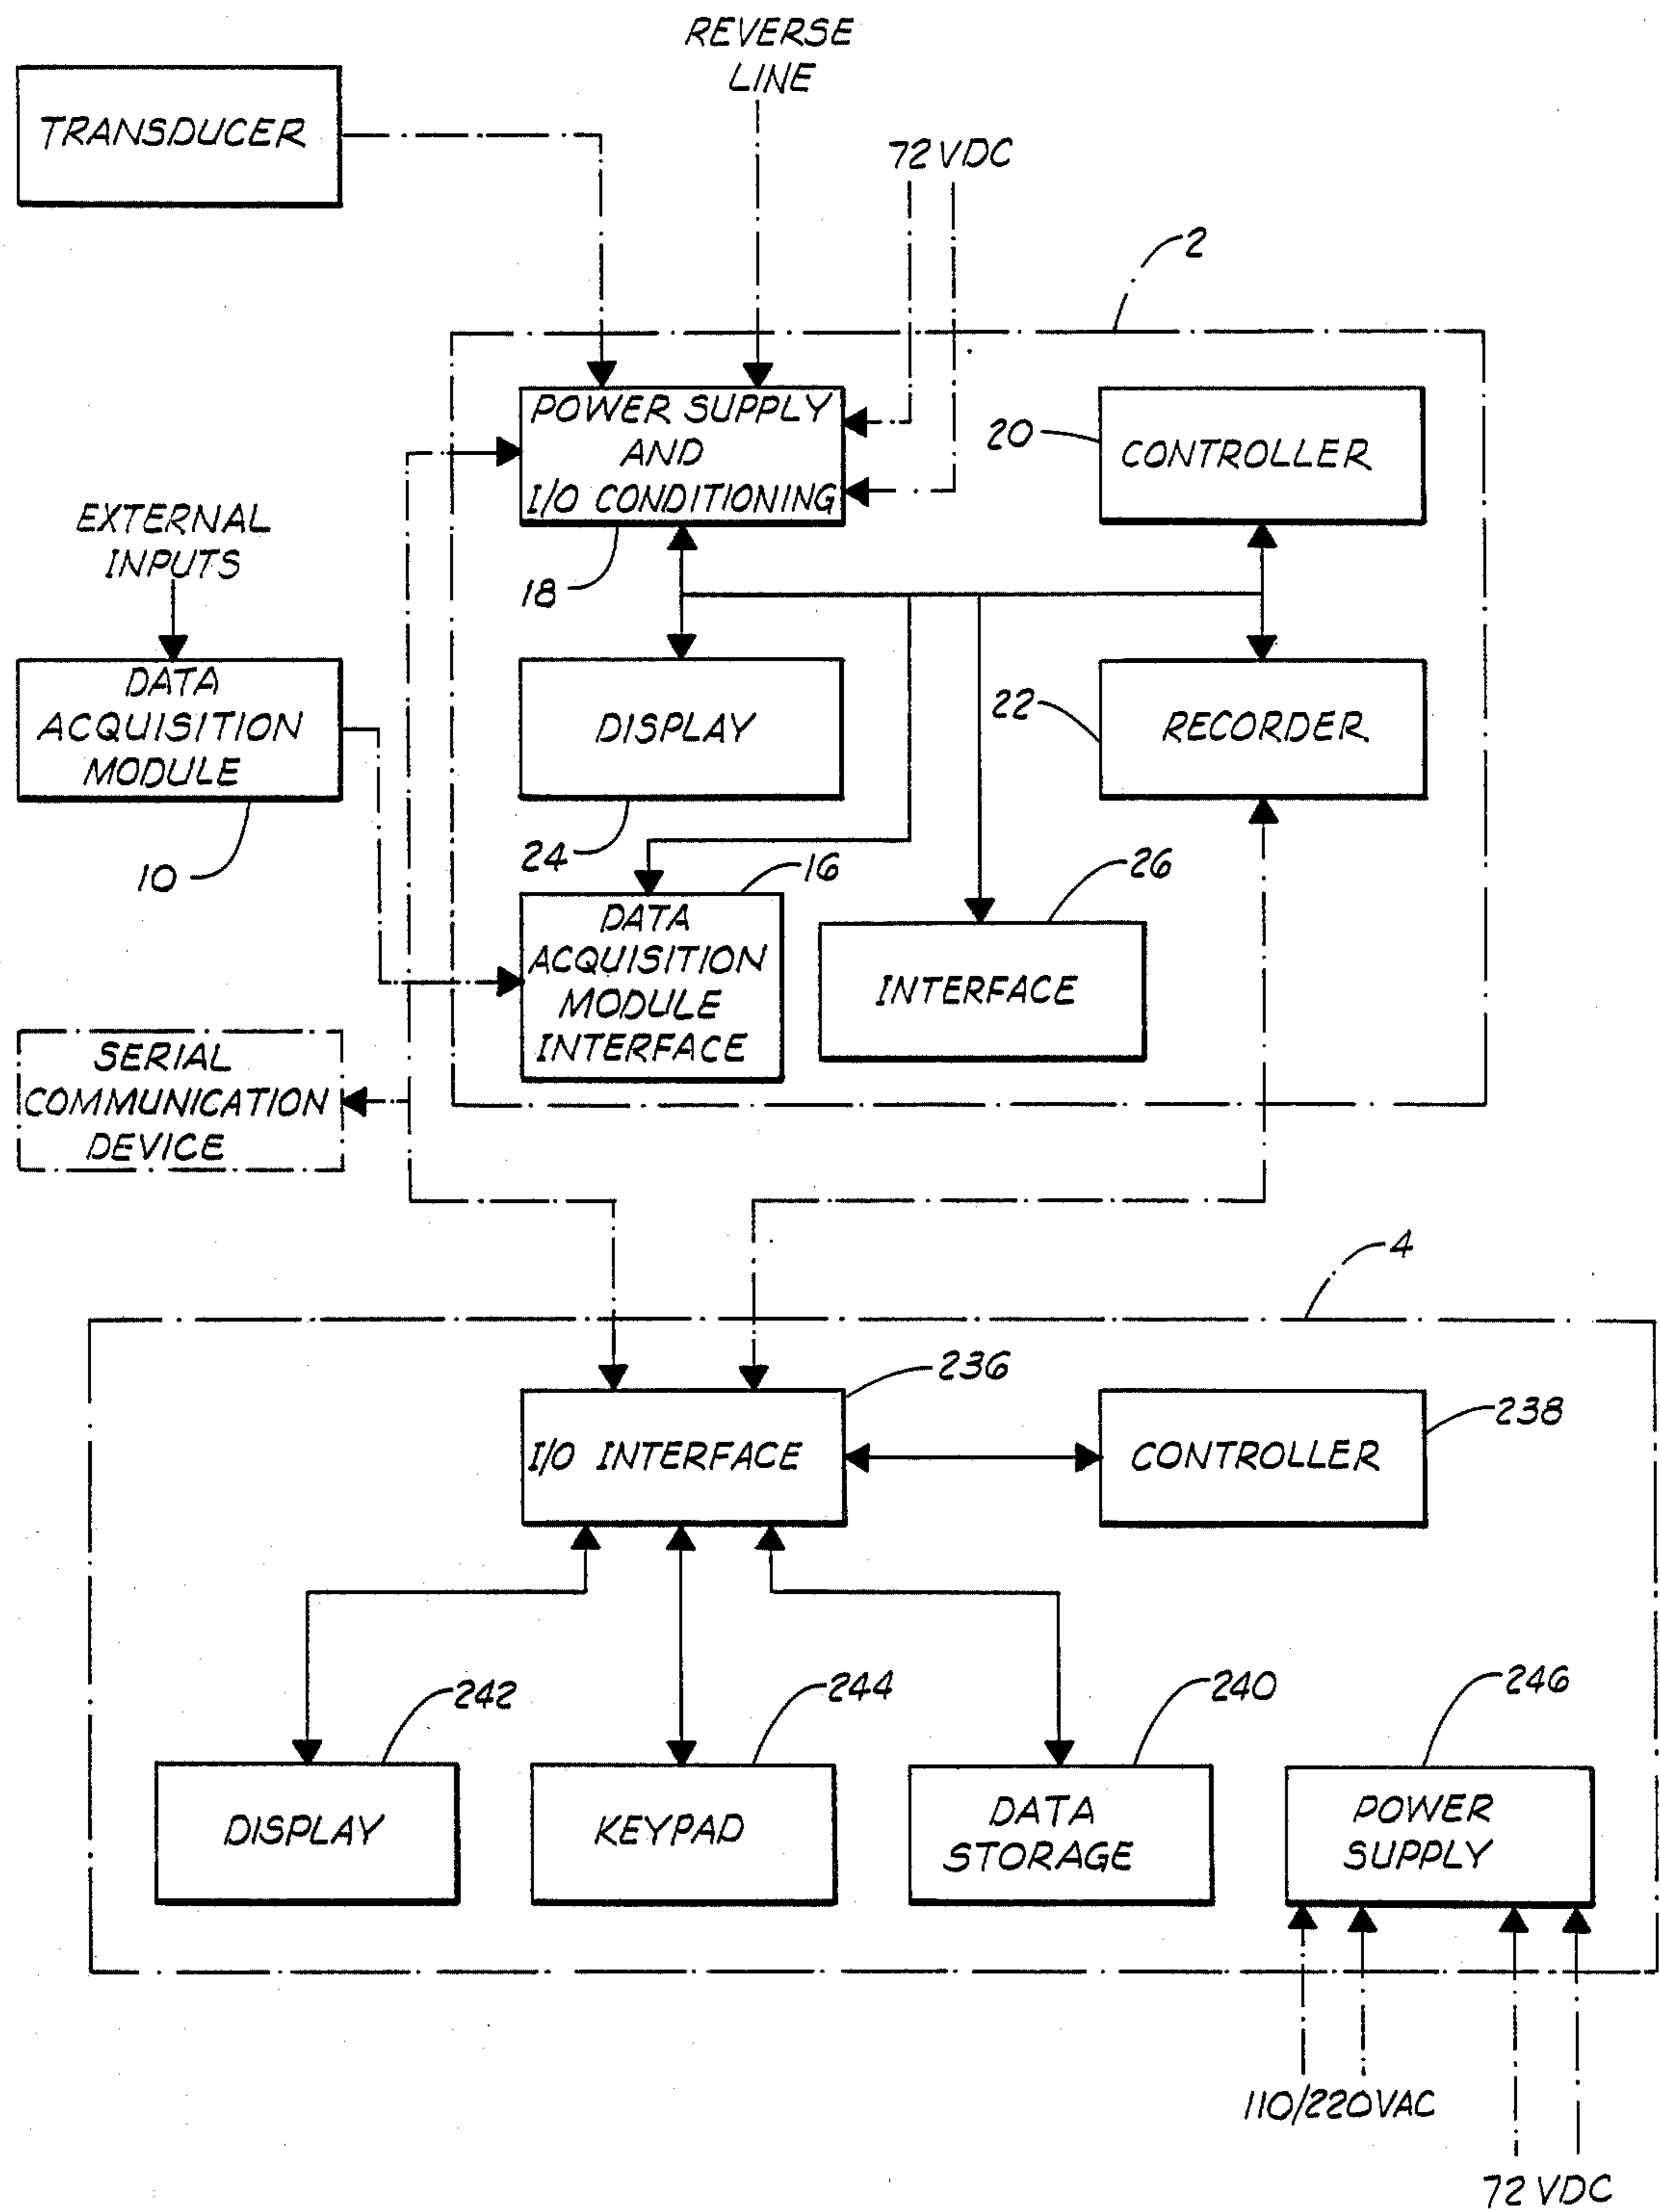 REVERSE
LINE
TRANSDUCER
72 VDC
2
POWER SUPPLY
AND
I/O CONDITIONING
18
20
CONTROLLER
EXTERNAL
INPUTS
DATA
ACQUISITION
MODULE
10
DISPLAY
24
22
RECORDER
16
DATA
ACQUISITION
MODULE
INTERFACE
26
INTERFACE
SERIAL
COMMUNICATION
DEVICE
4
236
I/O INTERFACE
238
CONTROLLER
242
DISPLAY
244
KEYPAD
240
DATA
STORAGE
246
POWER
SUPPLY
110/220VAC
72 VDC